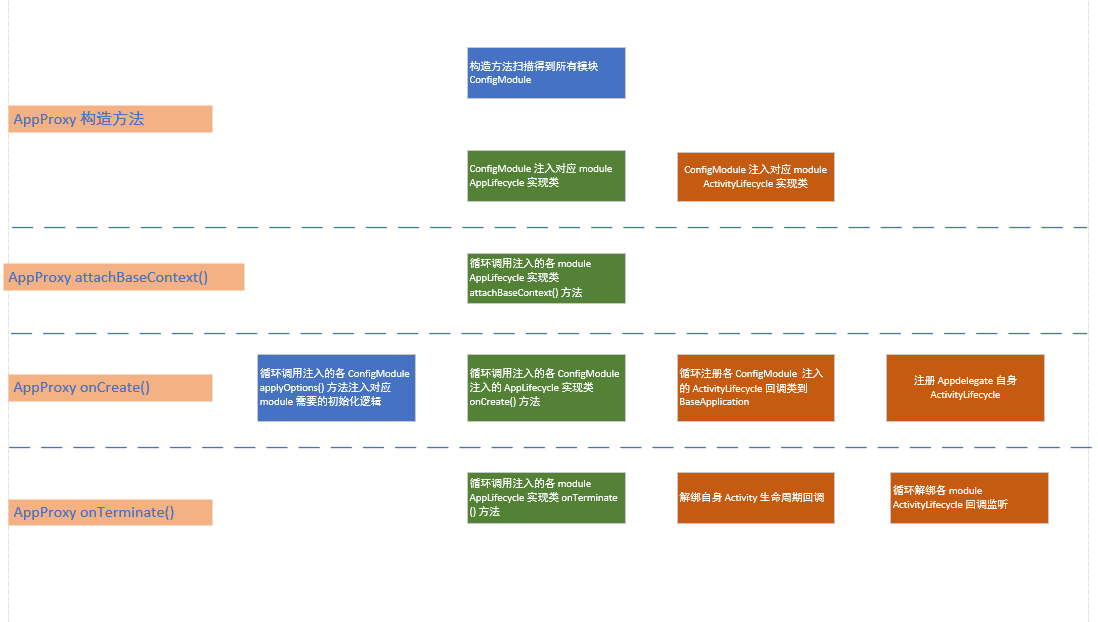 构造方法扫描得到所有模块
ConfigModule
AppProxy 构造方法
ConfigModule 注入对应 module
AppLifecycle 实现类
ConfigModule 注入对应 module
ActivityLifecycle 实现类
AppProxy attachBaseContext()
循环调用注入的各 module
AppLifecycle 实现类
attachBaseContext() 方法
AppProxy onCreate()
循环调用注入的各 ConfigModule
applyOptions() 方法注入对应
module 需要的初始化逻辑
循环调用注入的各 ConfigModule
注入的 AppLifecycle 实现类
onCreate() 方法
循环注册各 ConfigModule 注入
的 ActivityLifecycle 回调类到
BaseApplication
注册 Appdelegate 自身
ActivityLifecycle
AppProxy onTerminate()
循环调用注入的各 module
AppLifecycle 实现类 onTerminate
() 方法
解绑自身 Activity 生命周期回调
循环解绑各 module
ActivityLifecycle 回调监听